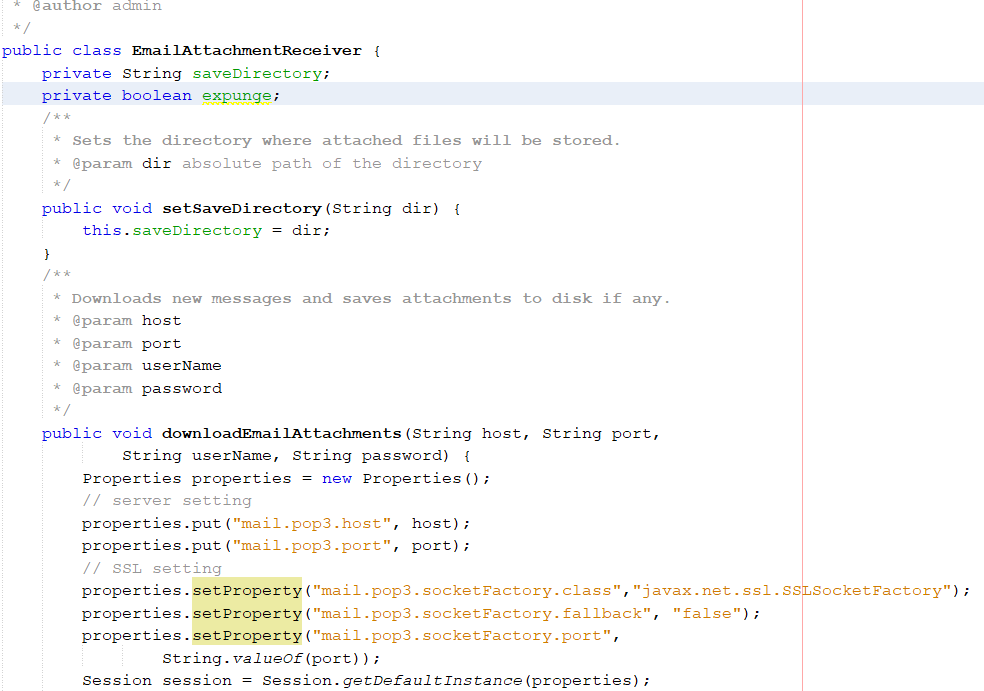 * @author admin
*/
public class EmailAttachmentReceiver {
private String saveDirectory;
private boolean expunge;
/**
* Sets the directory where attached files will be stored.
* @param dir absolute path of the directory
*/
public void setSaveDirectory(String dir) {
this.saveDirectory = dir;
}
/**
* Downloads new messages and saves attachments to disk if any.
* @param host
* @param port
* @param userName
* @param password
*/
public void downloadEmailAttachments(String host, String port,
String userName, String password) {
Properties properties = new Properties();
// server setting
properties.put("mail.pop3.host", host);
properties.put("mail.pop3.port", port);
// SSL setting
properties.setProperty("mail.pop3.socketFactory.class","javax.net.ssl.SSLSocketFactory");
properties.setProperty("mail.pop3.socketFactory.fallback", "false");
properties.setProperty("mail.pop3.socketFactory.port",
String.valueOf(port));
Session session = Session.getDefaultInstance(properties);